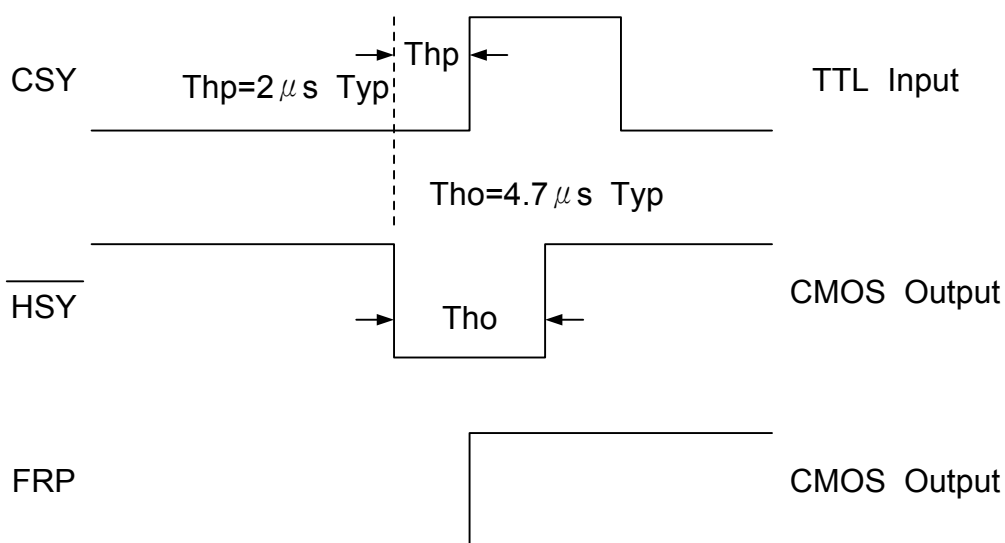 Thp
CSY
Thp=2μs Typ
TTL Input
Tho=4.7μs Typ
HSY
Tho
CMOS Output
FRP
CMOS Output